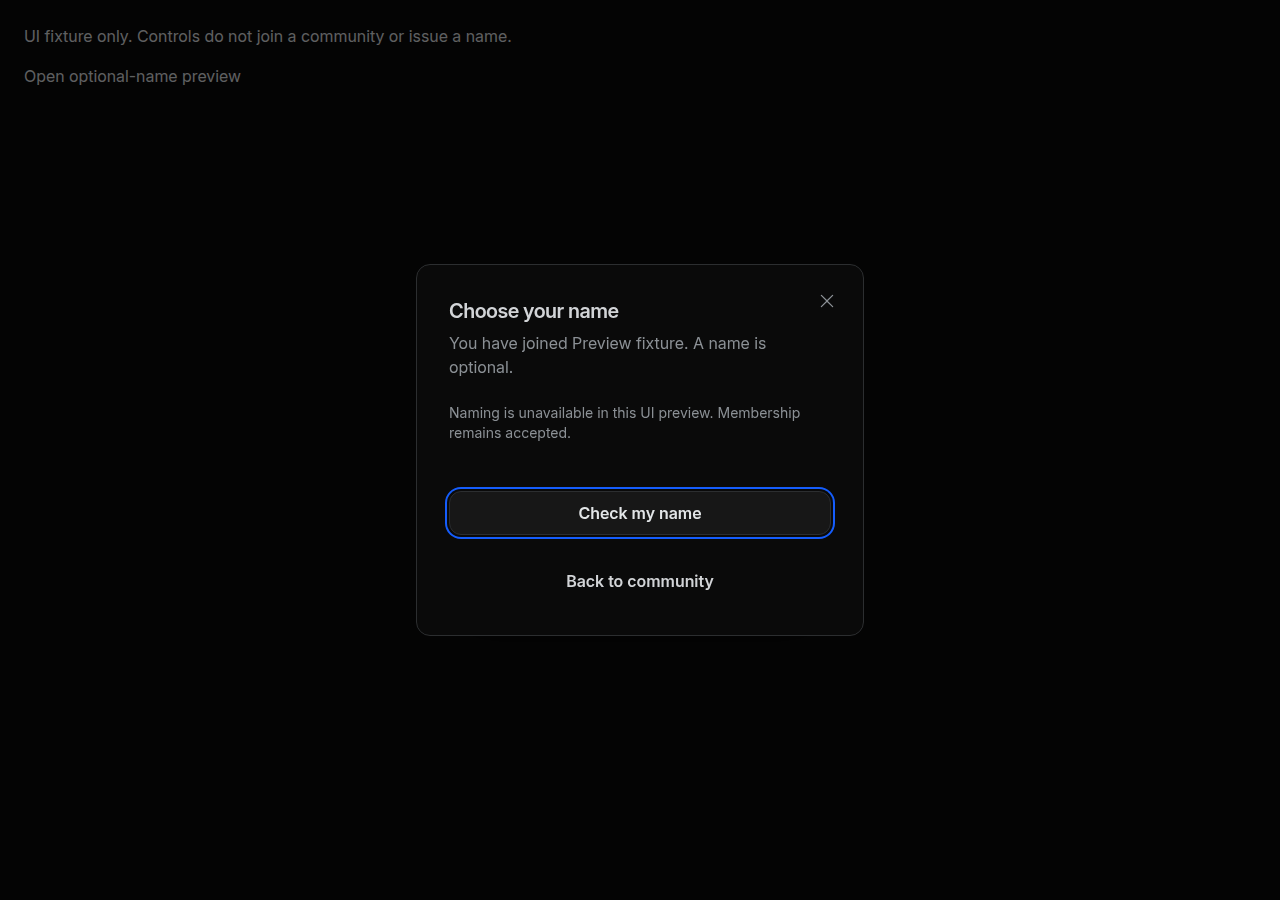 UI fixture only. Controls do not join a community or issue a name.
Open optional-name preview
Choose your name
You have joined Preview fixture. A name is
optional.
Naming is unavailable in this UI preview. Membership
remains accepted.
Check my name
Back to community